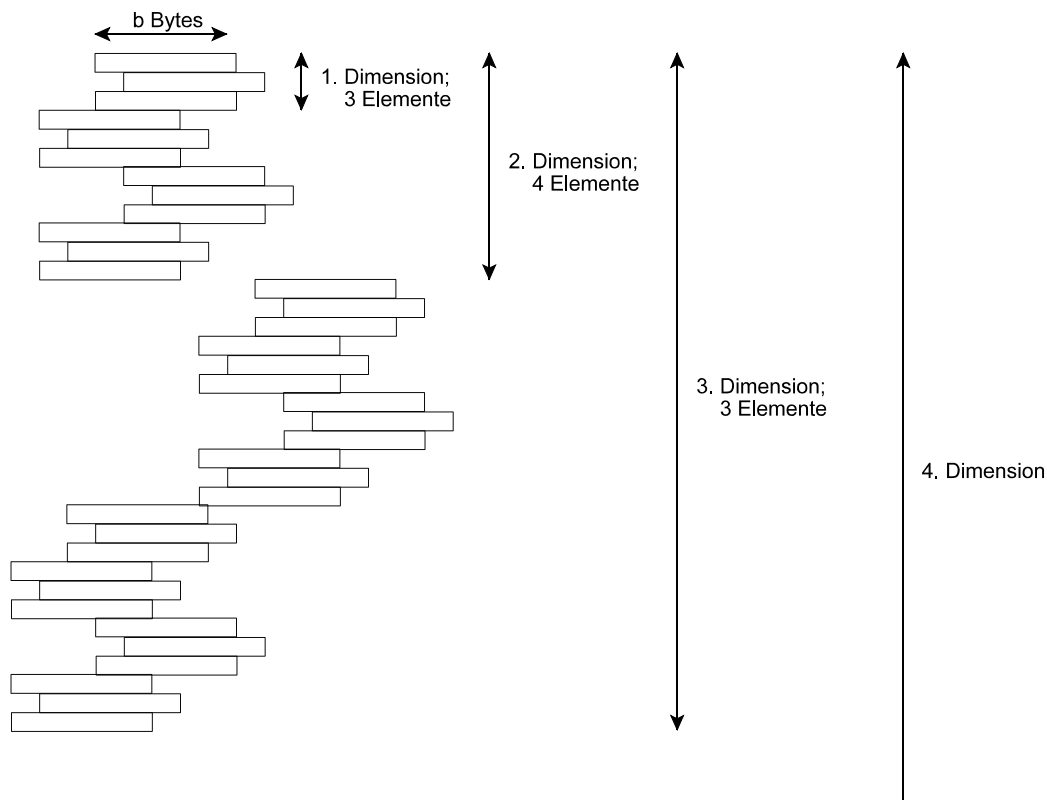 b Bytes
1. Dimension;
3 Elemente
2. Dimension;
4 Elemente
3. Dimension;
3 Elemente
4. Dimension